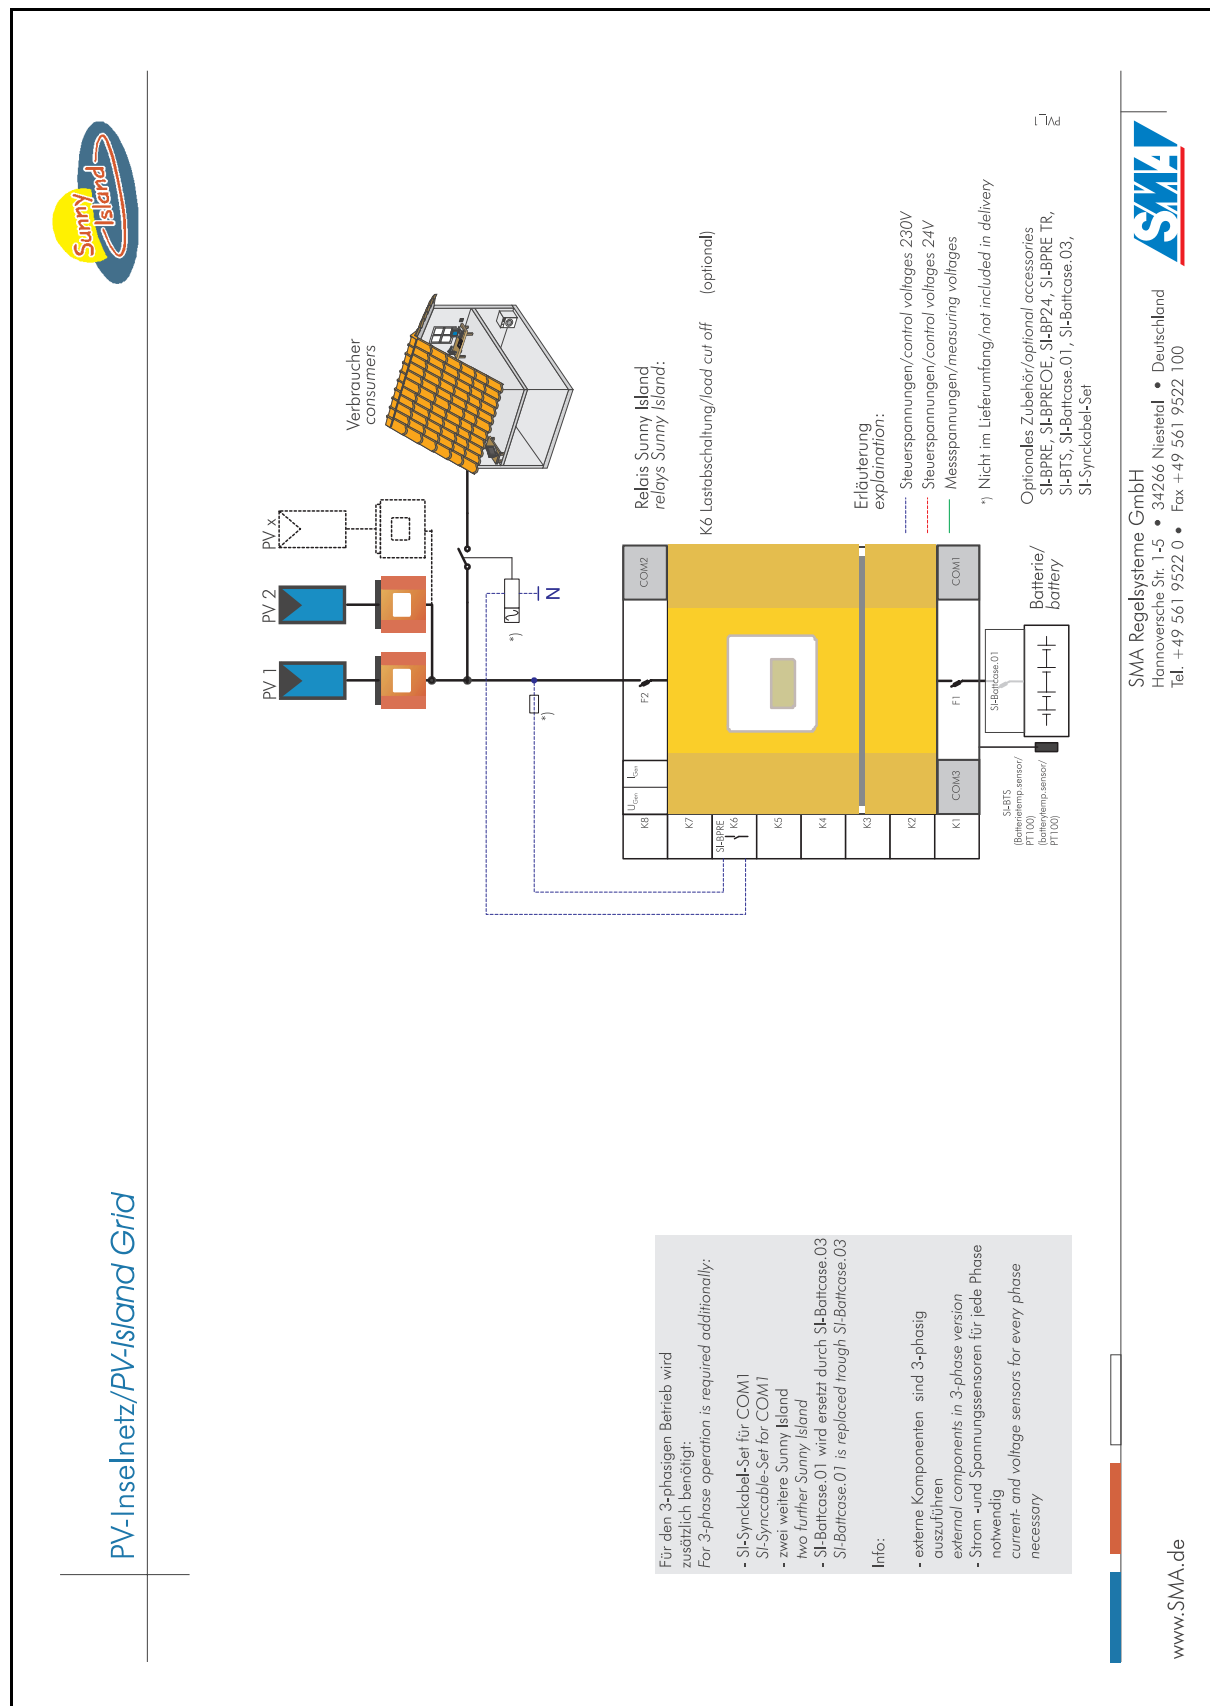 PV-Inselnetz/PV-Island Grid
Sunny
Island
PV 1
PV 2
PV x
Verbraucher
consumers
*)
*)
N
Relais Sunny Island
relays Sunny Island:
K6 Lastabschaltung/load cut off (optional)
COM2
F2
UGen
IGen
K8
K7
SI-BPRE
K6
K5
K4
K3
K2
K1
COM1
F1
COM3
SI-Battcase.01
Batterie/
battery
SI-BTS
(Batterietemp.sensor/
PT100)
(batterytemp.sensor/
PT100)
Erläuterung
explaination:
Steuerspannungen/control voltages 230V
Steuerspannungen/control voltages 24V
Messspannungen/measuring voltages
*) Nicht im Lieferumfang/not included in delivery
Optionales Zubehör/optional accessories
SI-BPRE, SI-BPREOE, SI-BP24, SI-BPRE TR,
SI-BTS, SI-Battcase.01, SI-Battcase.03,
SI-Synckabel-Set
PVI_1
Für den 3-phasigen Betrieb wird
zusätzlich benötigt:
For 3-phase operation is required additionally:
- SI-Synckabel-Set für COM1
SI-Synccable-Set for COM1
- zwei weitere Sunny Island
two further Sunny Island
- SI-Battcase.01 wird ersetzt durch SI-Battcase.03
SI-Battcase.01 is replaced trough SI-Battcase.03
Info:
- externe Komponenten sind 3-phasig
auszuführen
external components in 3-phase version
- Strom -und Spannungssensoren für jede Phase
notwendig
current- and voltage sensors for every phase
necessary
www.SMA.de
SMA Regelsysteme GmbH
Hannoversche Str. 1-5 • 34266 Niestetal • Deutschland
Tel. +49 561 9522 0 • Fax +49 561 9522 100
SMA